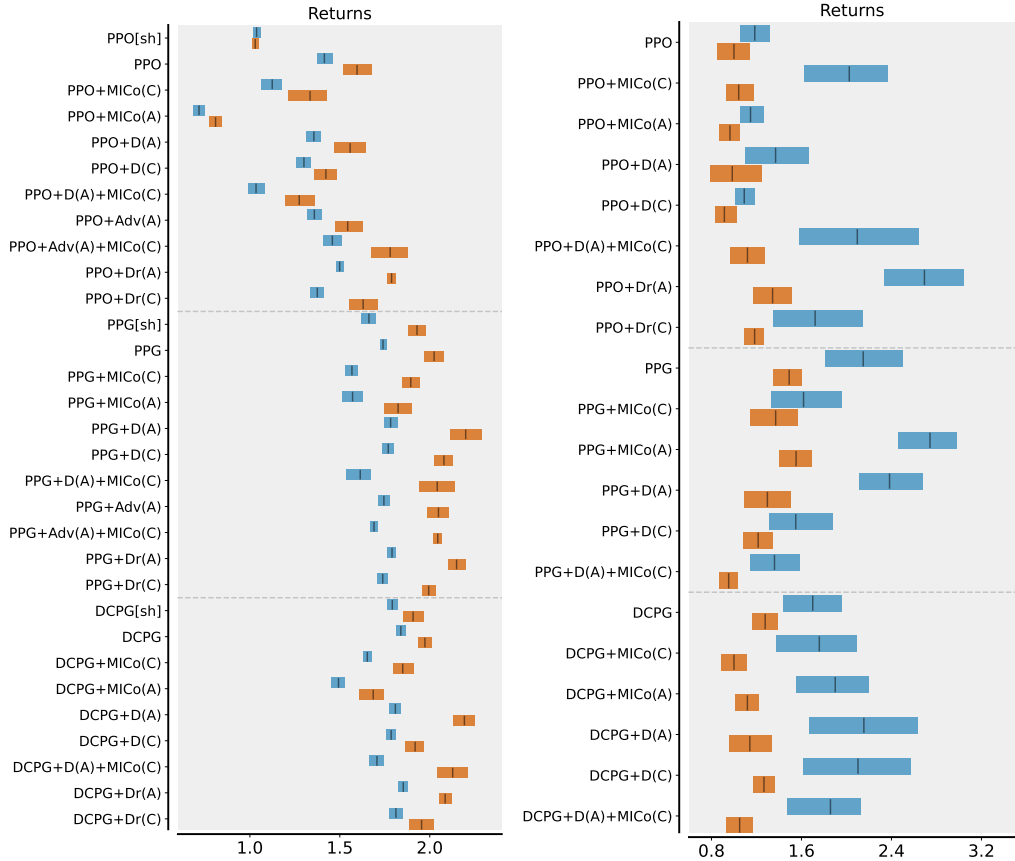 Returns
PPO[sh]
PPO
PPO+MICo(C)
PPO+MICo(A)
PPO+D(A)
PPO+D(C)
PPO+D(A)+MICo(C)
PPO+Adv(A)
PPO+Adv(A)+MICo(C)
PPO+Dr(A)
PPO+Dr(C)
PPG[sh]
PPG
PPG+MICo(C)
PPG+MICo(A)
PPG+D(A)
PPG+D(C)
PPG+D(A)+MICo(C)
PPG+Adv(A)
PPG+Adv(A)+MICo(C)
PPG+Dr(A)
PPG+Dr(C)
DCPG[sh]
DCPG
DCPG+MICo(C)
DCPG+MICo(A)
DCPG+D(A)
DCPG+D(C)
DCPG+D(A)+MICo(C)
DCPG+Dr(A)
DCPG+Dr(C)
1.0 1.5 2.0
Returns
PPO
PPO+MICo(C)
PPO+MICo(A)
PPO+D(A)
PPO+D(C)
PPO+D(A)+MICo(C)
PPO+Dr(A)
PPO+Dr(C)
PPG
PPG+MICo(C)
PPG+MICo(A)
PPG+D(A)
PPG+D(C)
PPG+D(A)+MICo(C)
DCPG
DCPG+MICo(C)
DCPG+MICo(A)
DCPG+D(A)
DCPG+D(C)
DCPG+D(A)+MICo(C)
0.8 1.6 2.4 3.2